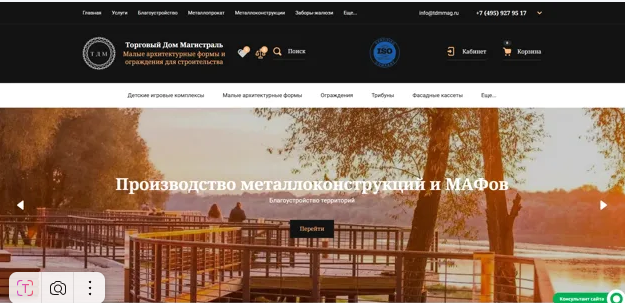 Главная Услуги Благоустройство Металлопрокат Металлоконструкции Заборы жалюзи Еще... info@tdmmag.ru +7 (495) 927 95 17
ТДМ
Торговый Дом Магистраль
Малые архитектурные формы и
ограждения для строительства
Поиск
ISO
Кабинет
0
Корзина
Детские игровые комплексы Малые архитектурные формы Ограждения Трибуны Фасадные кассеты Еще...
Производство металлоконструкций и МАФов
Благоустройство территорий
Перейти
T
Консультант сайта